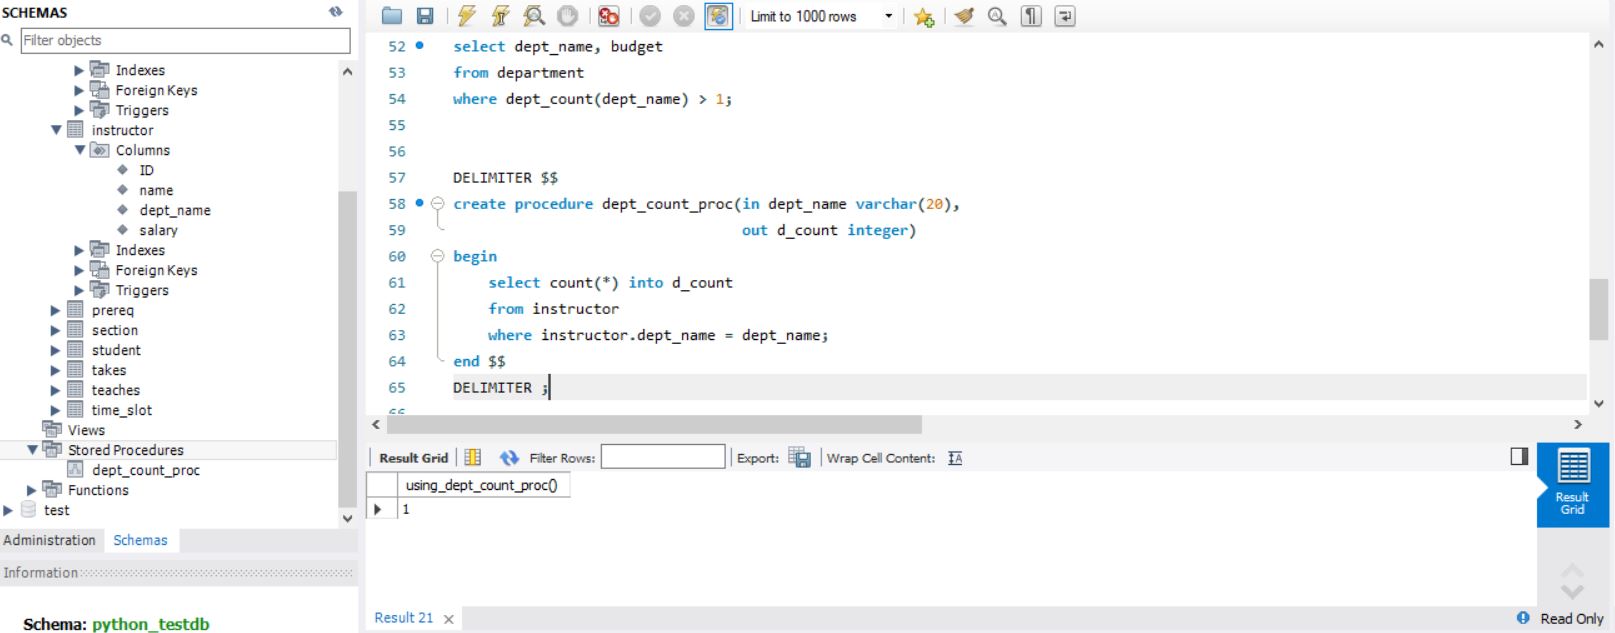 SCHEMAS
Filter objects
Indexes
Foreign Keys
Triggers
instructor
Columns
ID
name
dept_name
salary
Indexes
Foreign Keys
Triggers
prereq
section
student
takes
teaches
time_slot
Views
Stored Procedures
dept_count_proc
Functions
test
Administration Schemas
Information
Schema: python_testdb
Limit to 1000 rows
52 select dept_name, budget
53 from department
54 where dept_count(dept_name) > 1;
55
56
57 DELIMITER $$
58 create procedure dept_count_proc(in dept_name varchar(20),
59 out d_count integer)
60 begin
61 select count(*) into d_count
62 from instructor
63 where instructor.dept_name = dept_name;
64 end $$
65 DELIMITER ;
66
Result Grid Filter Rows: Export: Wrap Cell Content:
using_dept_count_proc()
1
Result
Grid
Result 21
Read Only